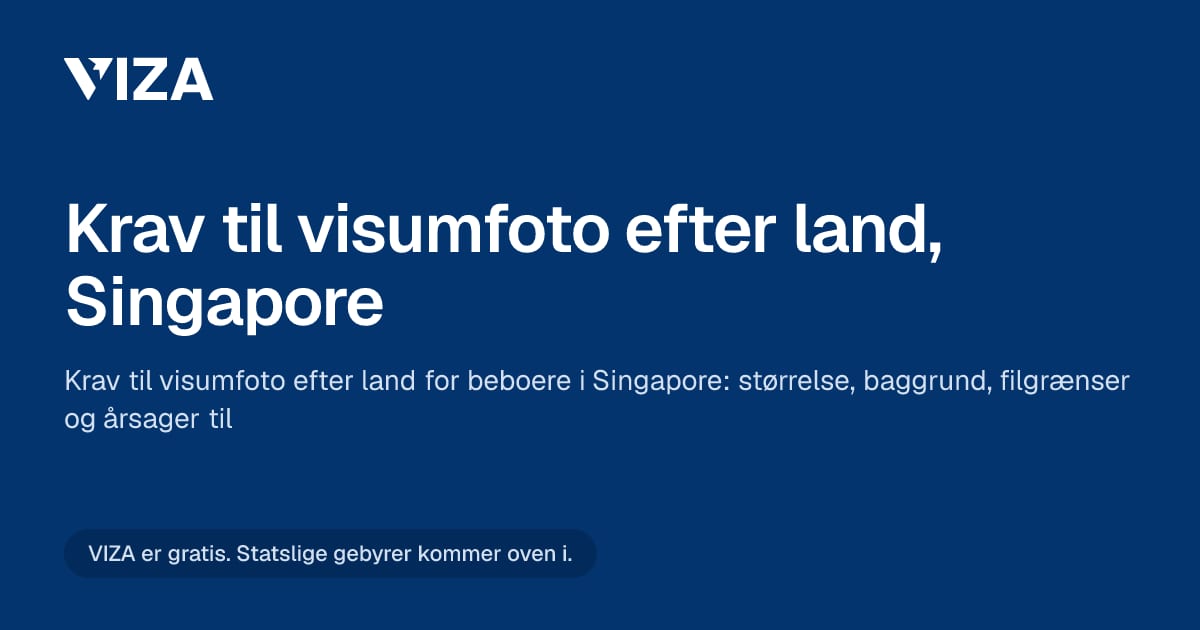 VIZA
Krav til visumfoto efter land,
Singapore
Krav til visumfoto efter land for beboere i Singapore: størrelse, baggrund, filgrænser
og årsager til
VIZA er gratis. Statslige gebyrer kommer oven i.